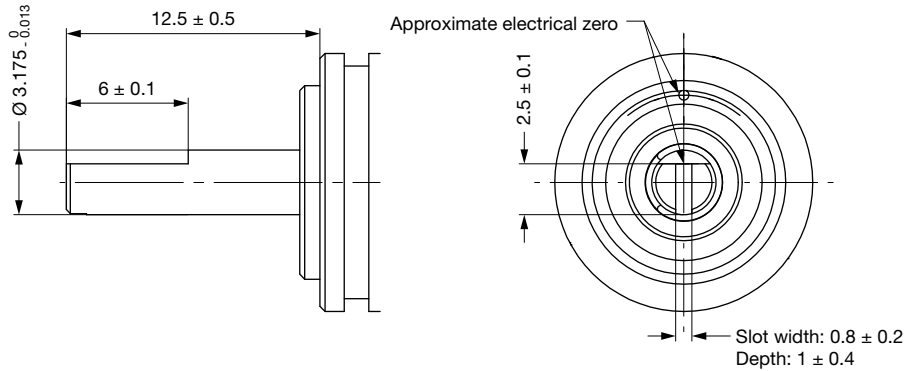 12.5 ± 0.5
Approximate electrical zero
Ø 3.175 - 0 0.013
6 ± 0.1
2.5 ± 0.1
Slot width: 0.8 ± 0.2
Depth: 1 ± 0.4